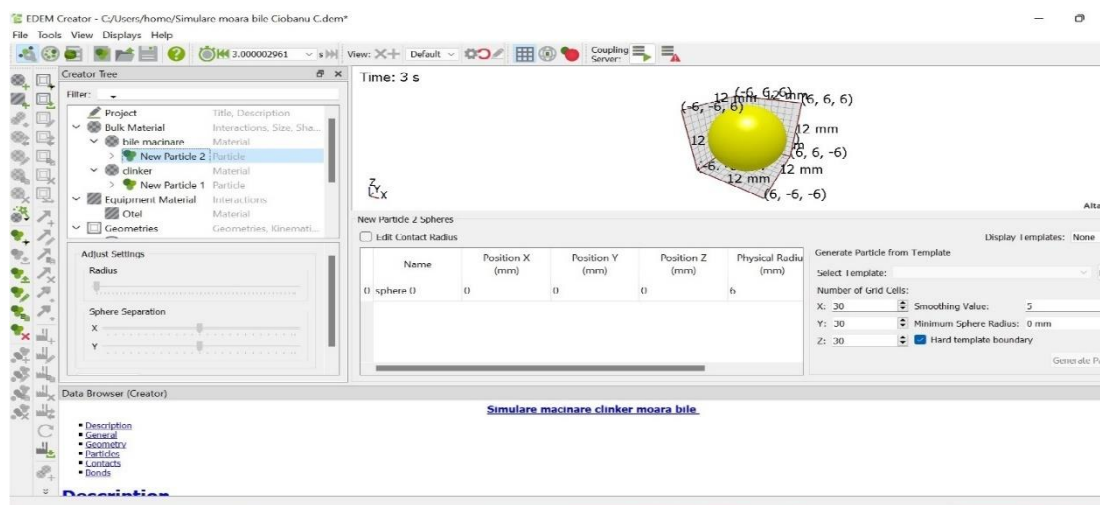 EDEM Creator - C:/Users/home/Simulare moara bile Ciobanu C.dem*
File Tools View Displays Help
3.000002961 s View: Default Coupling Server:
Creator Tree
Filter:
Project Title, Description
Bulk Material Interactions, Size, Sha...
bile macinare Material
New Particle 2 Particle
clinker Material
New Particle 1 Particle
Equipment Material Interactions
Otel Material
Geometries Geometries, Kinemati...
Adjust Settings
Radius
Sphere Separation
X
Y
Time: 3 s
12 mm
(6, 6, 6)
12 mm
12
(6, 6, -6)
12 mm
12 mm
(6, -6, -6)
Z
Y
X
Alta
New Particle 2 Spheres
Edit Contact Radius
Display Templates: None
Name Position X (mm) Position Y (mm) Position Z (mm) Physical Radiu (mm)
0 sphere 0 0 0 0 6
Generate Particle from Template
Select Template:
Number of Grid Cells:
X: 30 Smoothing Value: 5
Y: 30 Minimum Sphere Radius: 0 mm
Z: 30 Hard template boundary
Generate Pa
Data Browser (Creator)
Simulare macinare clinker moara bile
Description
General
Geometry
Particles
Contacts
Bonds
Description